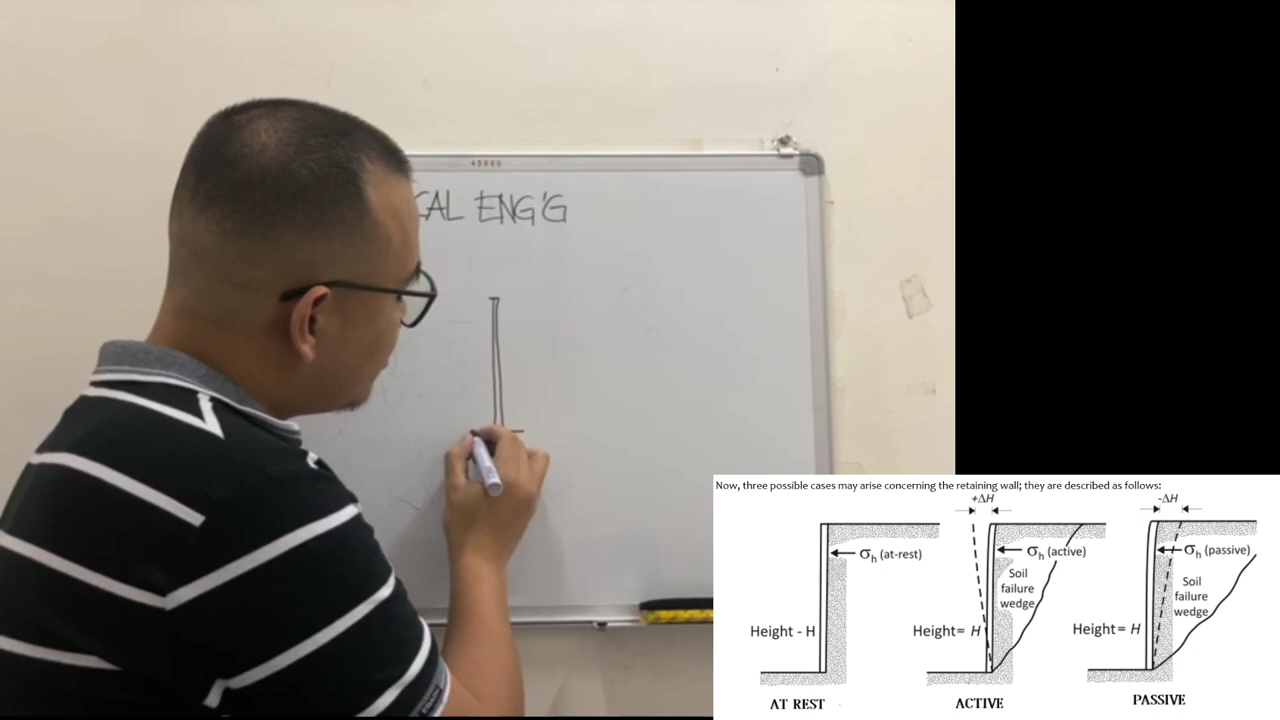 45X60
CAL ENG'G
Now, three possible cases may arise concerning the retaining wall; they are described as follows:
+ΔH
-ΔH
σh (at-rest)
σh (active)
σh (passive)
Soil
failure
wedge
Soil
failure
wedge
Height - H
Height= H
Height= H
AT REST
ACTIVE
PASSIVE